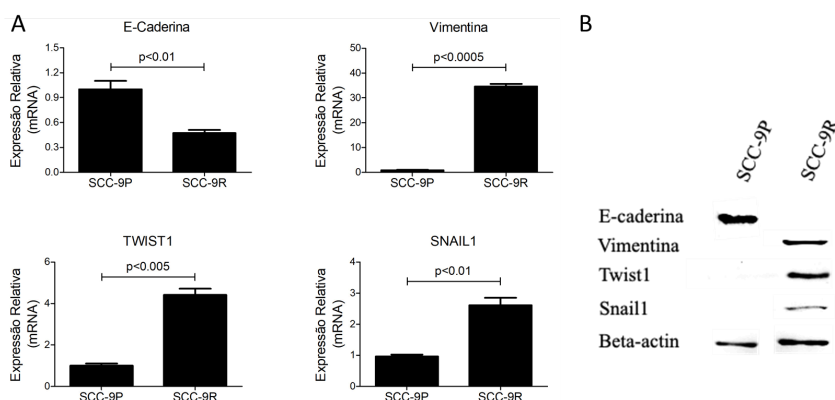 A
E-Caderina
Expressão Relativa
(mRNA)
1.5
1.2
0.9
0.6
0.3
0.0
p<0.01
SCC-9P
SCC-9R
Vimentina
Expressão Relativa
(mRNA)
50
40
30
20
10
0
p<0.0005
SCC-9P
SCC-9R
TWIST1
Expressão Relativa
(mRNA)
6
4
2
0
p<0.005
SCC-9P
SCC-9R
SNAIL1
Expressão Relativa
(mRNA)
4
3
2
1
0
p<0.01
SCC-9P
SCC-9R
B
SCC-9P
SCC-9R
E-caderina
Vimentina
Twist1
Snail1
Beta-actin